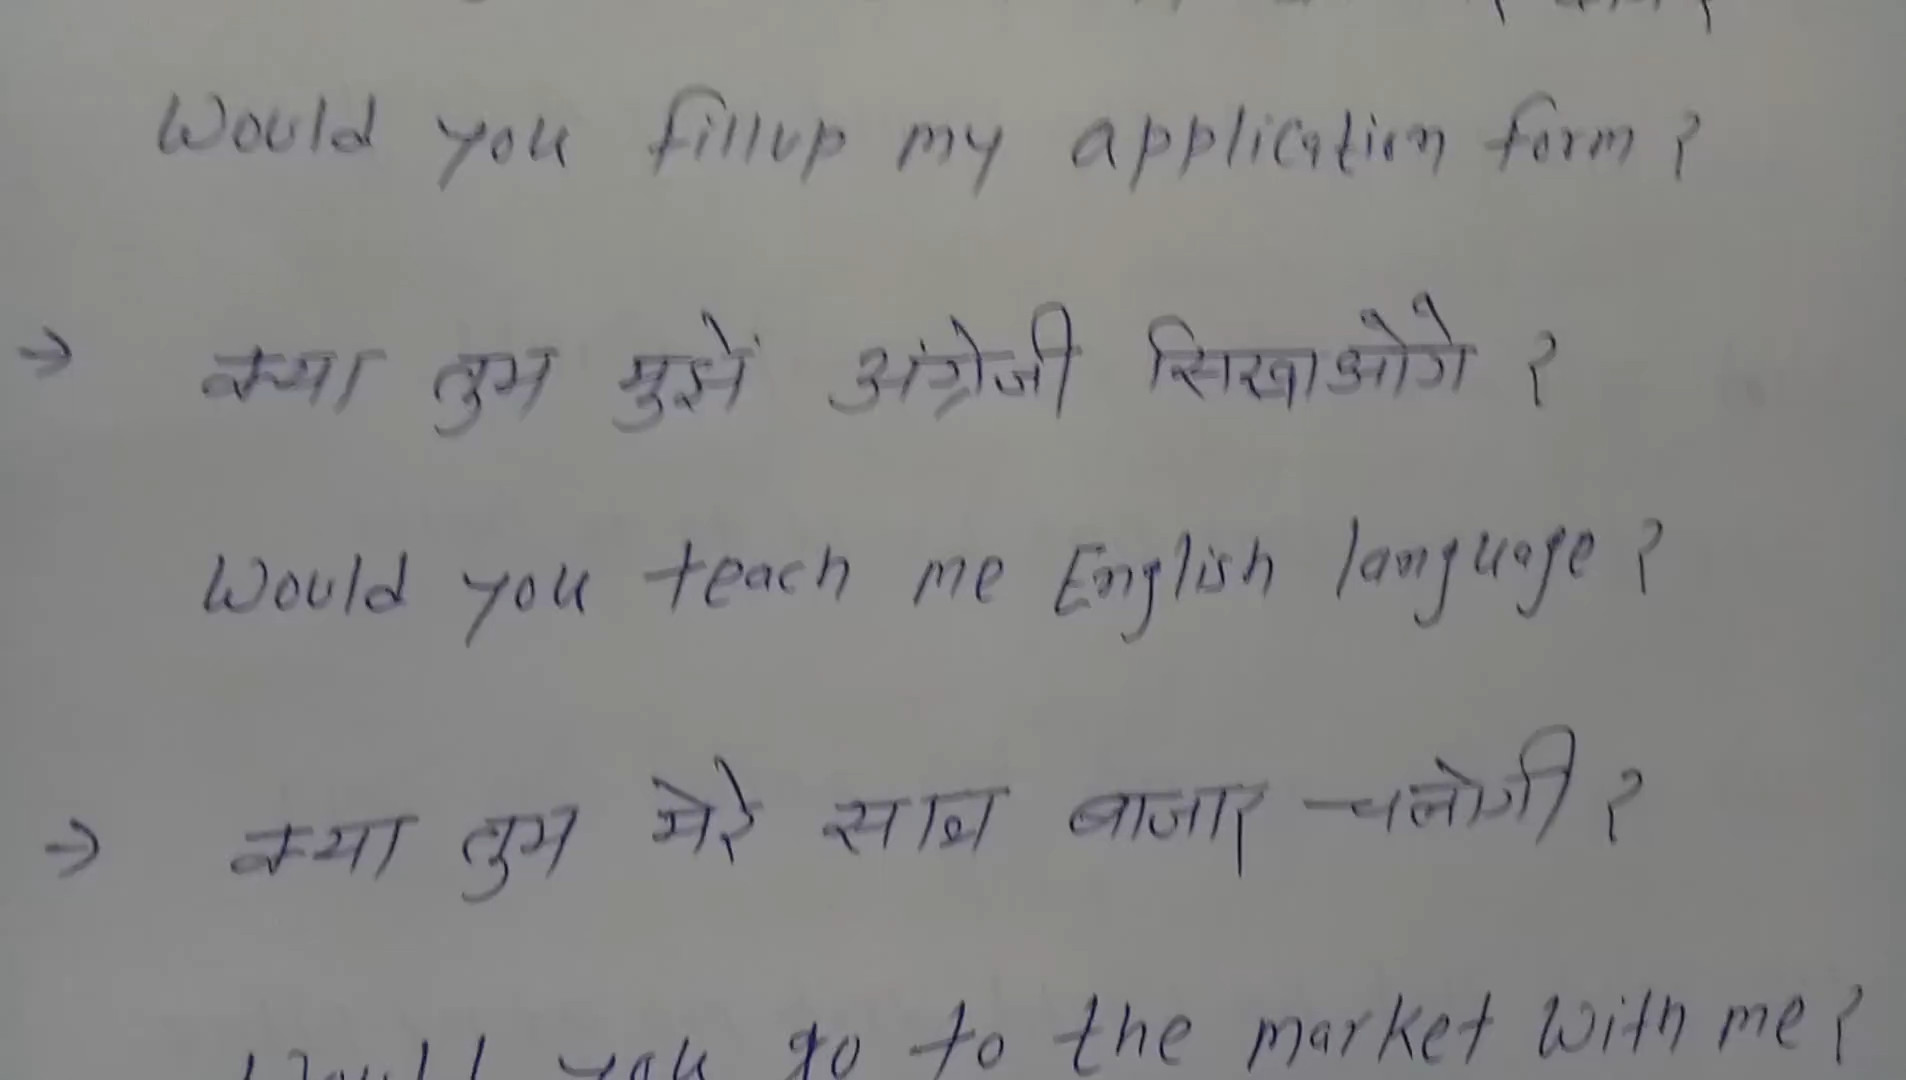 Would you fillup my application form?
→ क्या तुम मुझें अंग्रेजी सिखाओगे ?
Would you teach me English language?
→ क्या तुम मेरे साथ बाजार चलोगी ?
Would you go to the market with me?